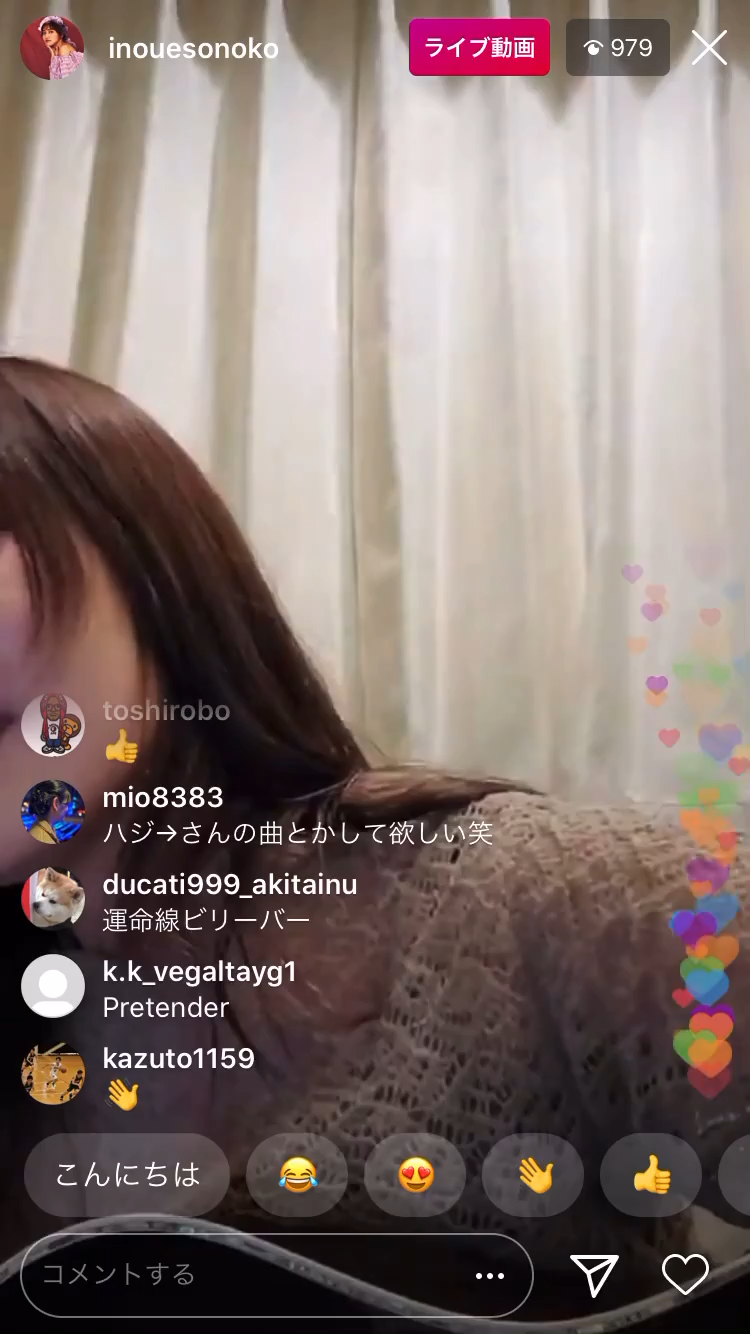 inouesonoko
ライブ動画
979
toshirobo
👍
mio8383
ハジ→さんの曲とかして欲しい笑
ducati999_akitainu
運命線ビリーバー
k.k_vegaltayg1
Pretender
kazuto1159
👋
こんにちは 😂 😍 👋 👍
コメントする